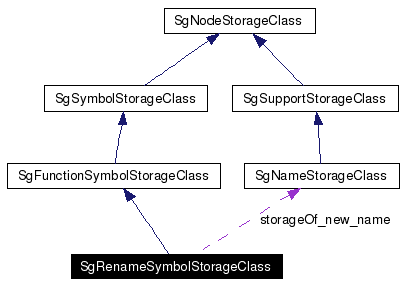 SgNodeStorageClass
SgSymbolStorageClass
SgSupportStorageClass
SgFunctionSymbolStorageClass
SgNameStorageClass
storageOf_new_name
SgRenameSymbolStorageClass